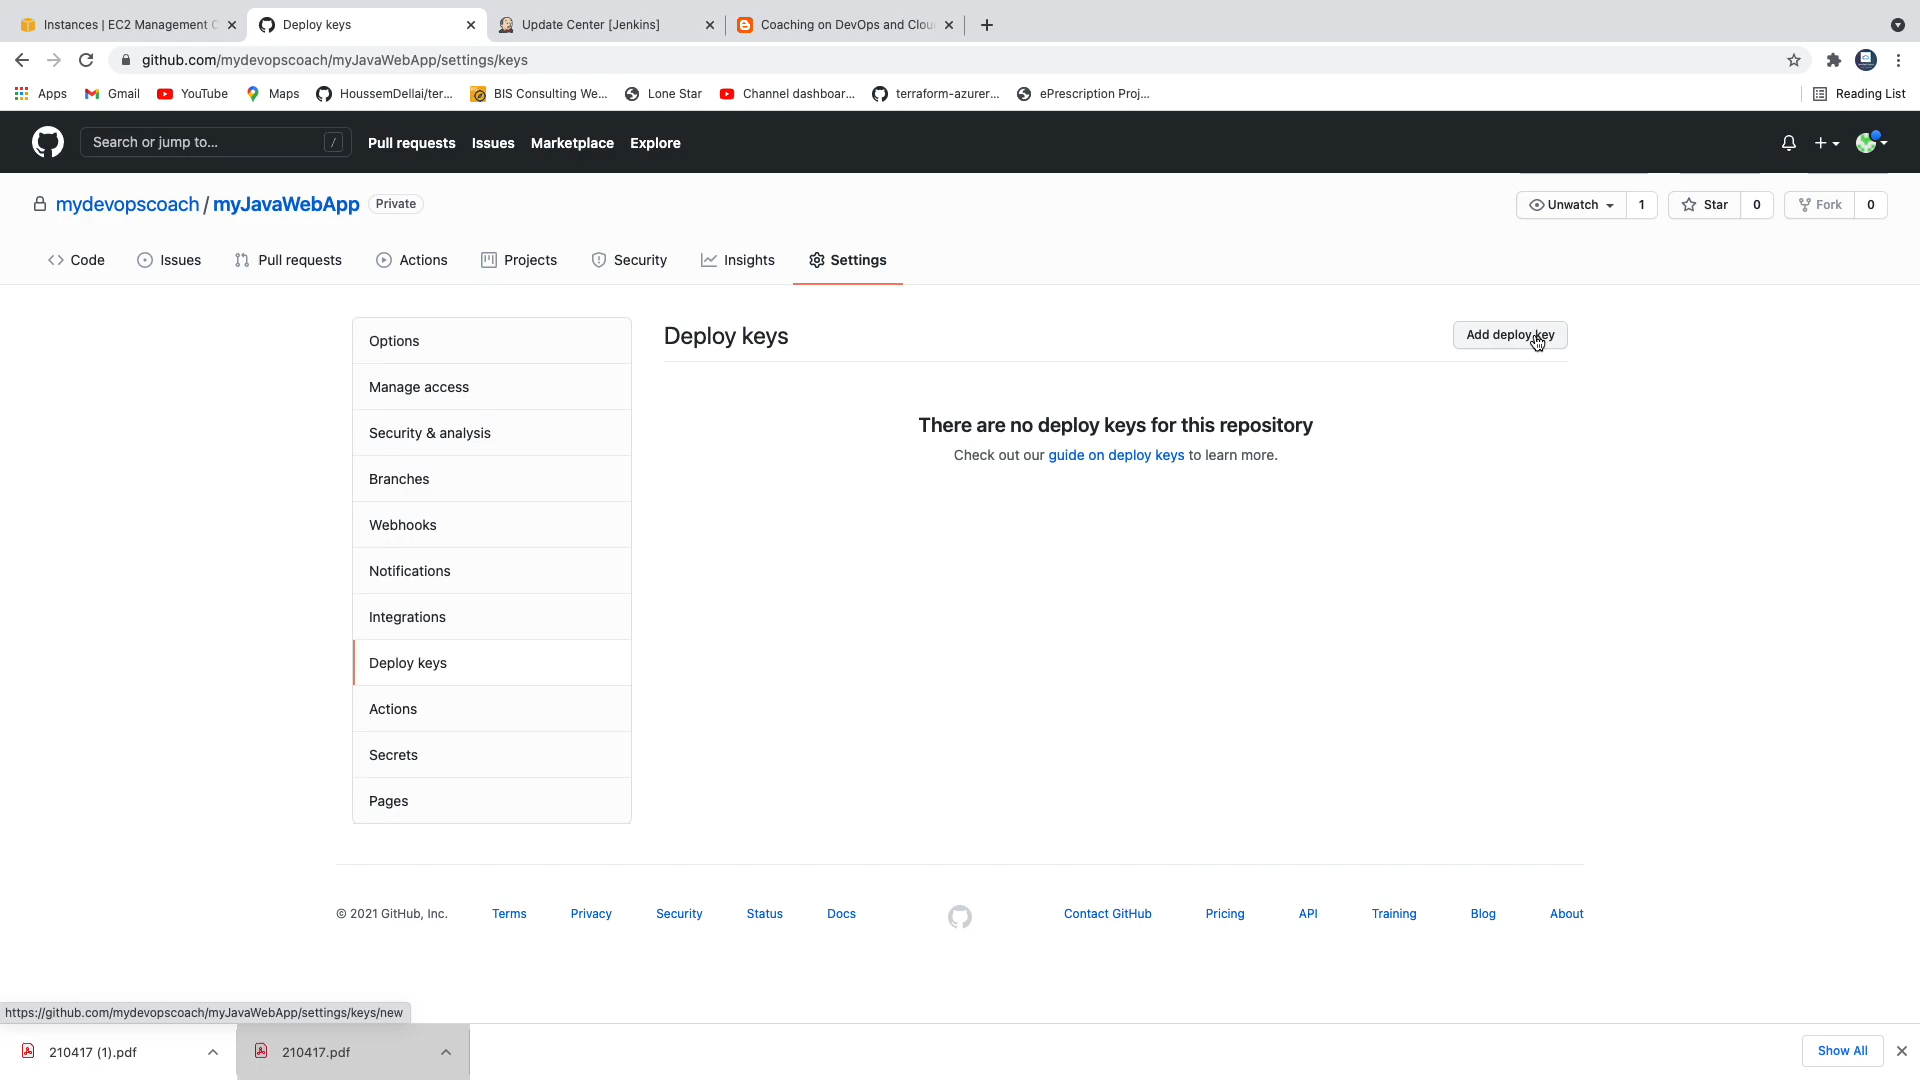 Instances | EC2 Management C
Deploy keys
Update Center [Jenkins]
Coaching on DevOps and Clou
github.com/mydevopscoach/myJavaWebApp/settings/keys
Apps
Gmail
YouTube
Maps
HoussemDellai/ter...
BIS Consulting We...
Lone Star
Channel dashboar...
terraform-azurer...
ePrescription Proj...
Reading List
Search or jump to...
/
Pull requests
Issues
Marketplace
Explore
mydevopscoach / myJavaWebApp
Private
Unwatch
1
Star
0
Fork
0
Code
Issues
Pull requests
Actions
Projects
Security
Insights
Settings
Options
Manage access
Security & analysis
Branches
Webhooks
Notifications
Integrations
Deploy keys
Actions
Secrets
Pages
Deploy keys
Add deploy key
There are no deploy keys for this repository
Check out our guide on deploy keys to learn more.
© 2021 GitHub, Inc.
Terms
Privacy
Security
Status
Docs
Contact GitHub
Pricing
API
Training
Blog
About
https://github.com/mydevopscoach/myJavaWebApp/settings/keys/new
210417 (1).pdf
210417.pdf
Show All